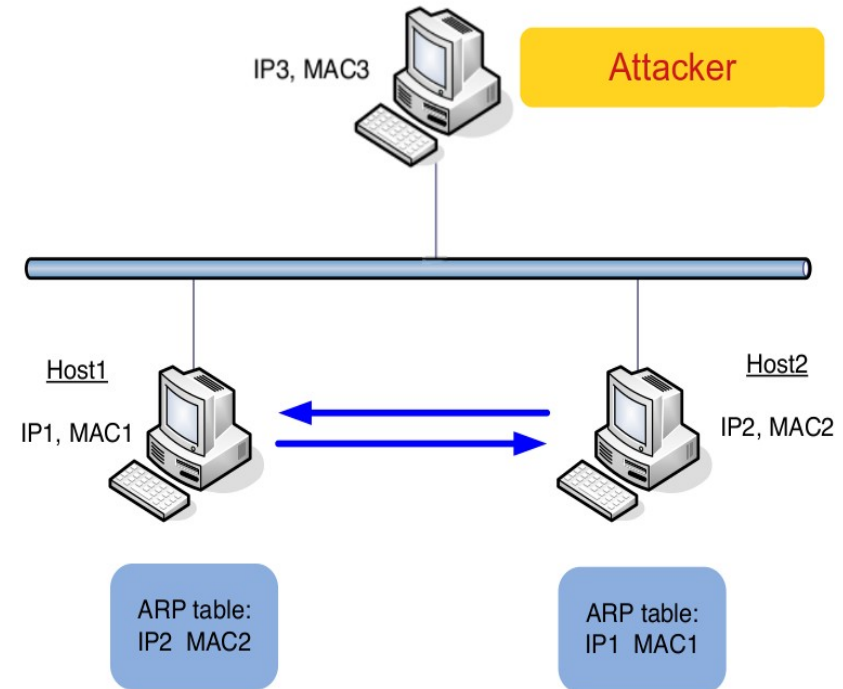 IP3, MAC3
Attacker
Host1
IP1, MAC1
Host2
IP2, MAC2
ARP table:
IP2 MAC2
ARP table:
IP1 MAC1